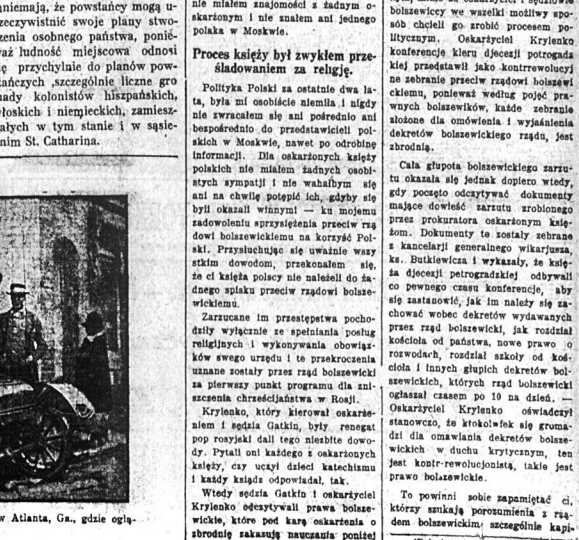 niemają, że powstańcy mogą u-
zeczywistnić swoje plany stwo-
zenia osobnego państwa, ponie-
waż ludność miejscowa odnosi
ę przychylnie do planów pow-
tańczych ,szczególnie liczne gro
ady kolonistów hiszpańskich,
włoskich i niemieckich, zamiesz-
ałych w tym stanie i w sąsie-
nim St. Catharina.
w Atlanta, Ga., gdzie oglą-
nie miałem znajomości z żadnym o-
skarżonym i nie znałem ani jednego
polaka w Moskwie.
Proces księży był zwykłem prze-
śladowaniem za religję.
Polityka Polski za ostatnie dwa la-
ta, była mi osobiście niemiła i nigdy
nie zwracałem się ani pośrednio ani
bezpośrednio do przedstawicieli pol-
skich w Moskwie, nawet po odrobinę
informacji. Dla oskarżonych księży
polskich nie miałem żadnych osobi-
stych sympatji i nie wahałbym się
ani na chwilę potępić ich, gdyby się
byli okazali winnymi — ku mojemu
zadowoleniu sprzysiężenia przeciw rzą
dowi bolszewickiemu na korzyść Pol-
ski. Przysłuchując się uważnie wszy
stkim dowodom, przekonałem się,
że ci księża polscy nie należeli do ża-
dnego spisku przeciw rządowi bolsze-
wickiemu.
Zarzucane im przestępstwa pocho-
dziły wyłącznie ze spełniania posług
religijnych i wykonywania obowiąz-
ków swego urzędu i te przekroczenia
uznane zostały przez rząd bolszewicki
za pierwszy punkt programu dla zni-
szczenia chrześcijaństwa w Rosji.
Krylenko, który kierował oskarże-
niem i sędzia Gatkin, były renegat
pop rosyjski dali tego niezbite dowo-
dy. Pytali oni każdego z oskarżonych
księży, czy uczył dzieci katechizmu
i każdy ksiądz odpowiadał, tak.
Wtedy sędzia Gatkin i oskarżyciel
Krylenko odczytywali prawa bolsze-
wickie, które pod karą oskarżenia o
zbrodnię zakazują nauczania poniżej
bolszewiccy we wszelki możliwy spo-
sób chcieli go zrobić procesem po-
litycznym. Oskarżyciel Krylenko
konferencje kleru djecezji petrogradz
kiej przedstawił jako kontrrewolucyj
ne zebranie przeciw rządowi bolszewi
ckiemu, ponieważ według pojęć pra-
wnych bolszewików, każde zebranie
złożone dla omówienia i wyjaśnienia
dekretów bolszewickiego rządu, jest
zbrodnią.
Cała głupota bolszewickiego zarzu-
tu okazała się jednak dopiero wtedy,
gdy poczęto odczytywać dokumenty
mające dowieść zarzutu zrobionego
przez prokuratora oskarżonym księ-
żom. Dokumenty te zostały zebrane
z kancelarji generalnego wikarjusza,
ks. Butkiewicza i wykazały, że księ-
ża djecezji petrogradzkiej odbywali
co pewnego czasu konferencje, aby
się zastanowić, jak im należy się za-
chować wobec dekretów wydawanych
przez rząd bolszewicki, jak rozdział
kościoła od państwa, nowe prawo o
rozwodach, rozdział szkoły od koś-
cioła i innych głupich dekretów bol-
szewickich, których rząd bolszewicki
ogłaszał czasem po 10 na dzień. —
Oskarżyciel Krylenko oświadczył
stanowczo, że ktokolwiek się groma-
dzi dla omawiania dekretów bolsze-
wickich w duchu krytycznym, ten
jest kontr-rewolucjonistą, takie jest
prawo bolszewickie.
To powinni sobie zapamiętać ci,
którzy szukają porozumienia z rzą-
dem bolszewickim, szczególnie kapi-